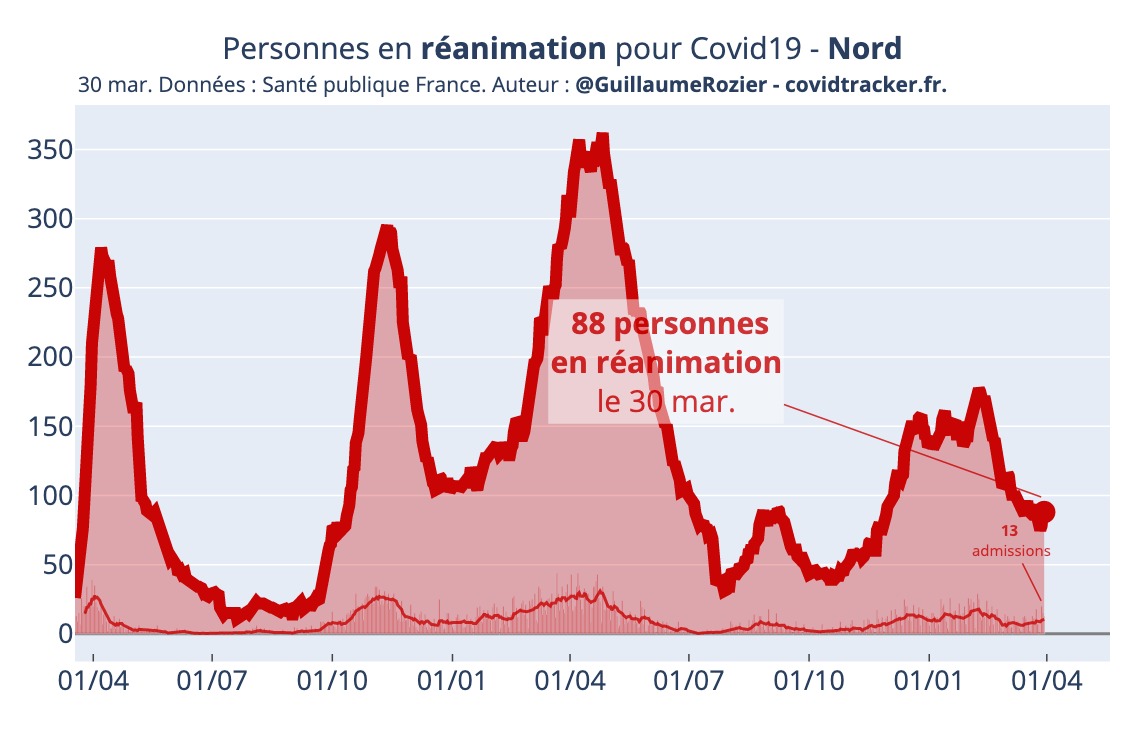 Personnes en réanimation pour Covid19 - Nord
30 mar. Données : Santé publique France. Auteur : @GuillaumeRozier - covidtracker.fr.
350
300
250
200
150
100
50
0
88 personnes
en réanimation
le 30 mar.
13
admissions
01/04 01/07 01/10 01/01 01/04 01/07 01/10 01/01 01/04